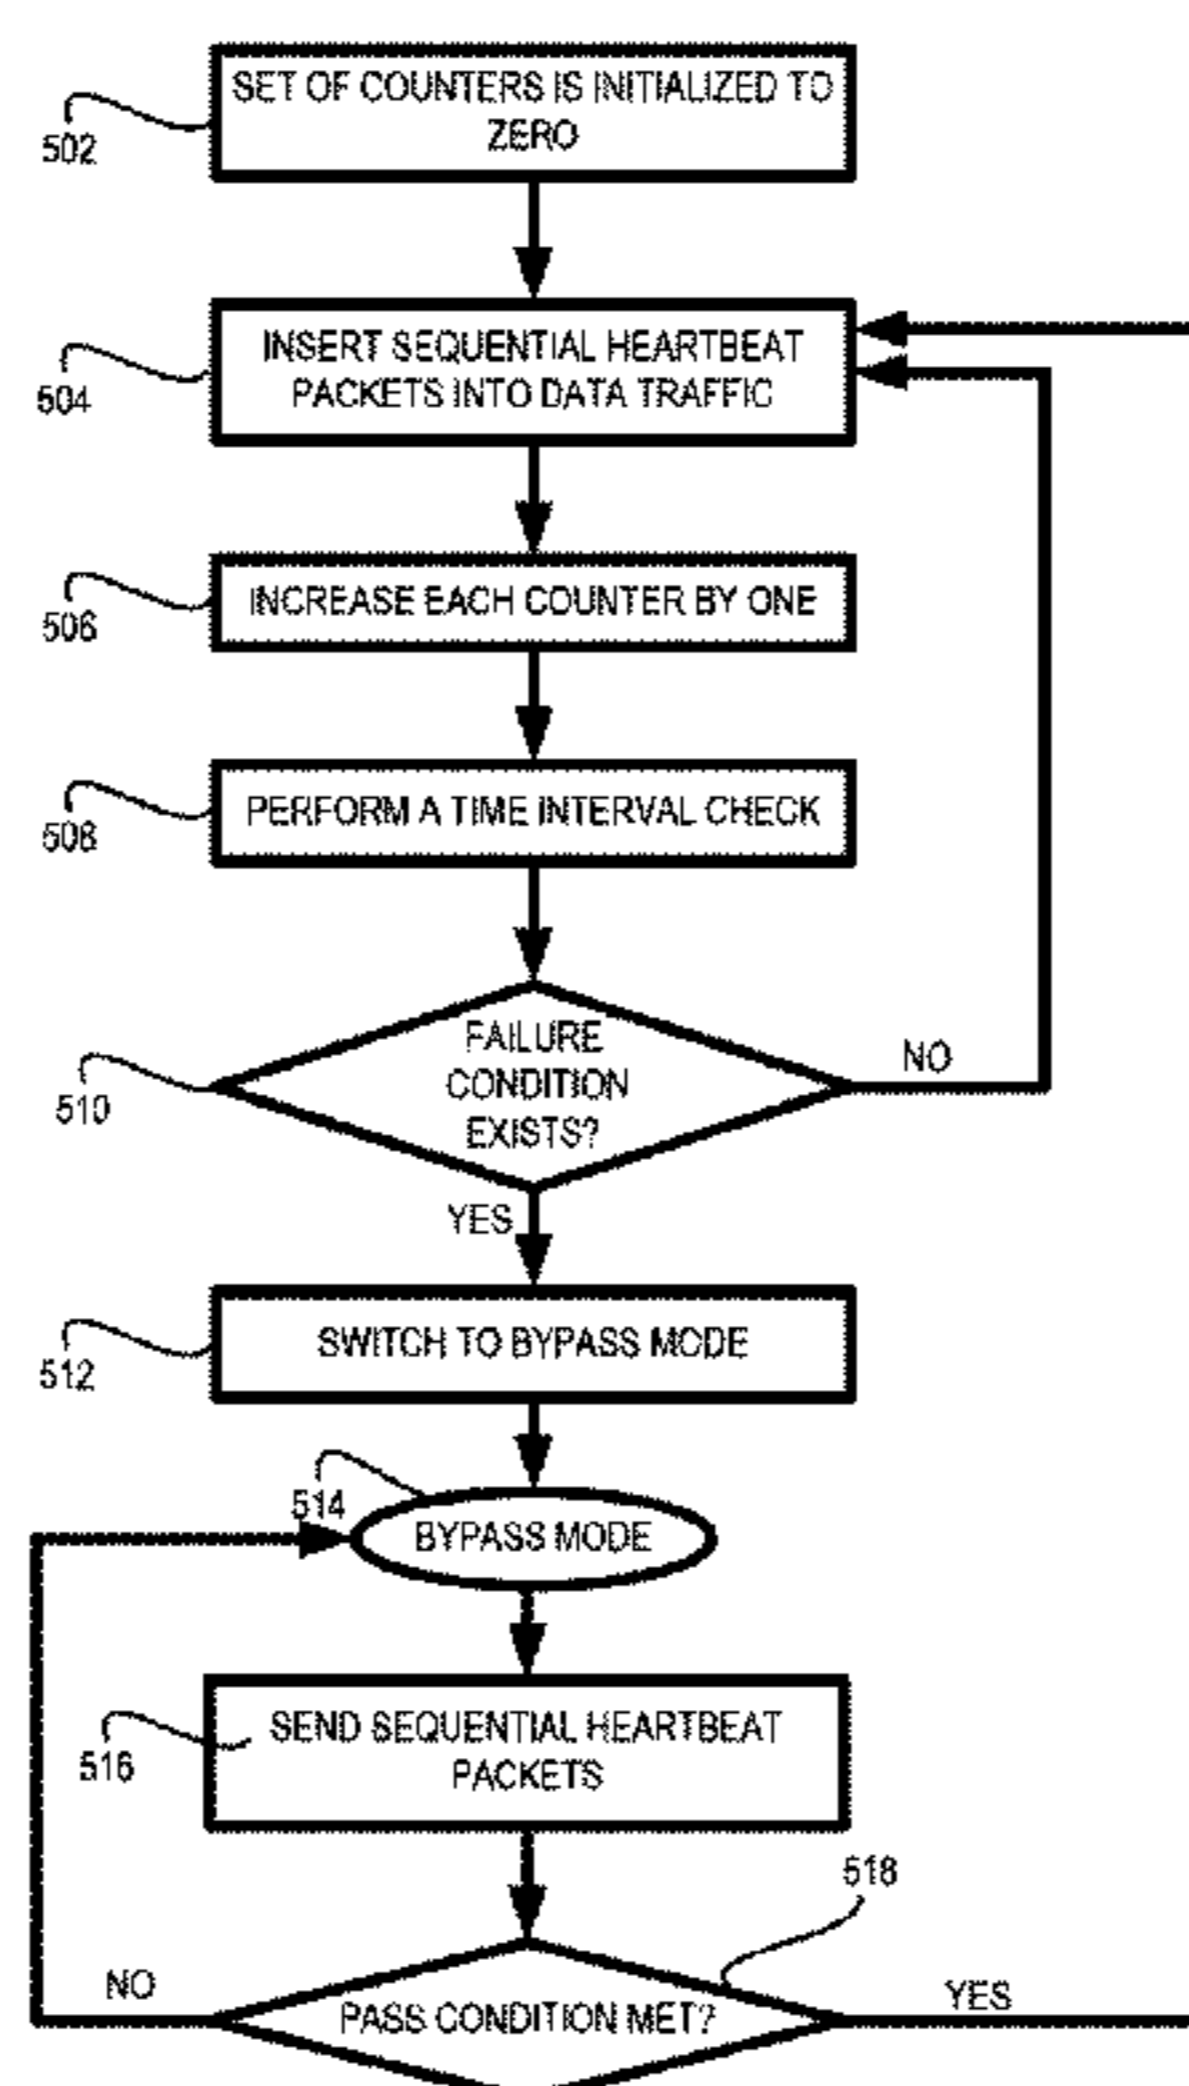 SET OF COUNTERS IS INITIALIZED TO
ZERO
502
INSERT SEQUENTIAL HEARTBEAT
PACKETS INTO DATA TRAFFIC
504
INCREASE EACH COUNTER BY ONE
506
PERFORM A TIME INTERVAL CHECK
508
FAILURE
CONDITION
EXISTS?
NO
510
YES
SWITCH TO BYPASS MODE
512
514
BYPASS MODE
SEND SEQUENTIAL HEARTBEAT
PACKETS
516
518
NO
PASS CONDITION MET?
YES